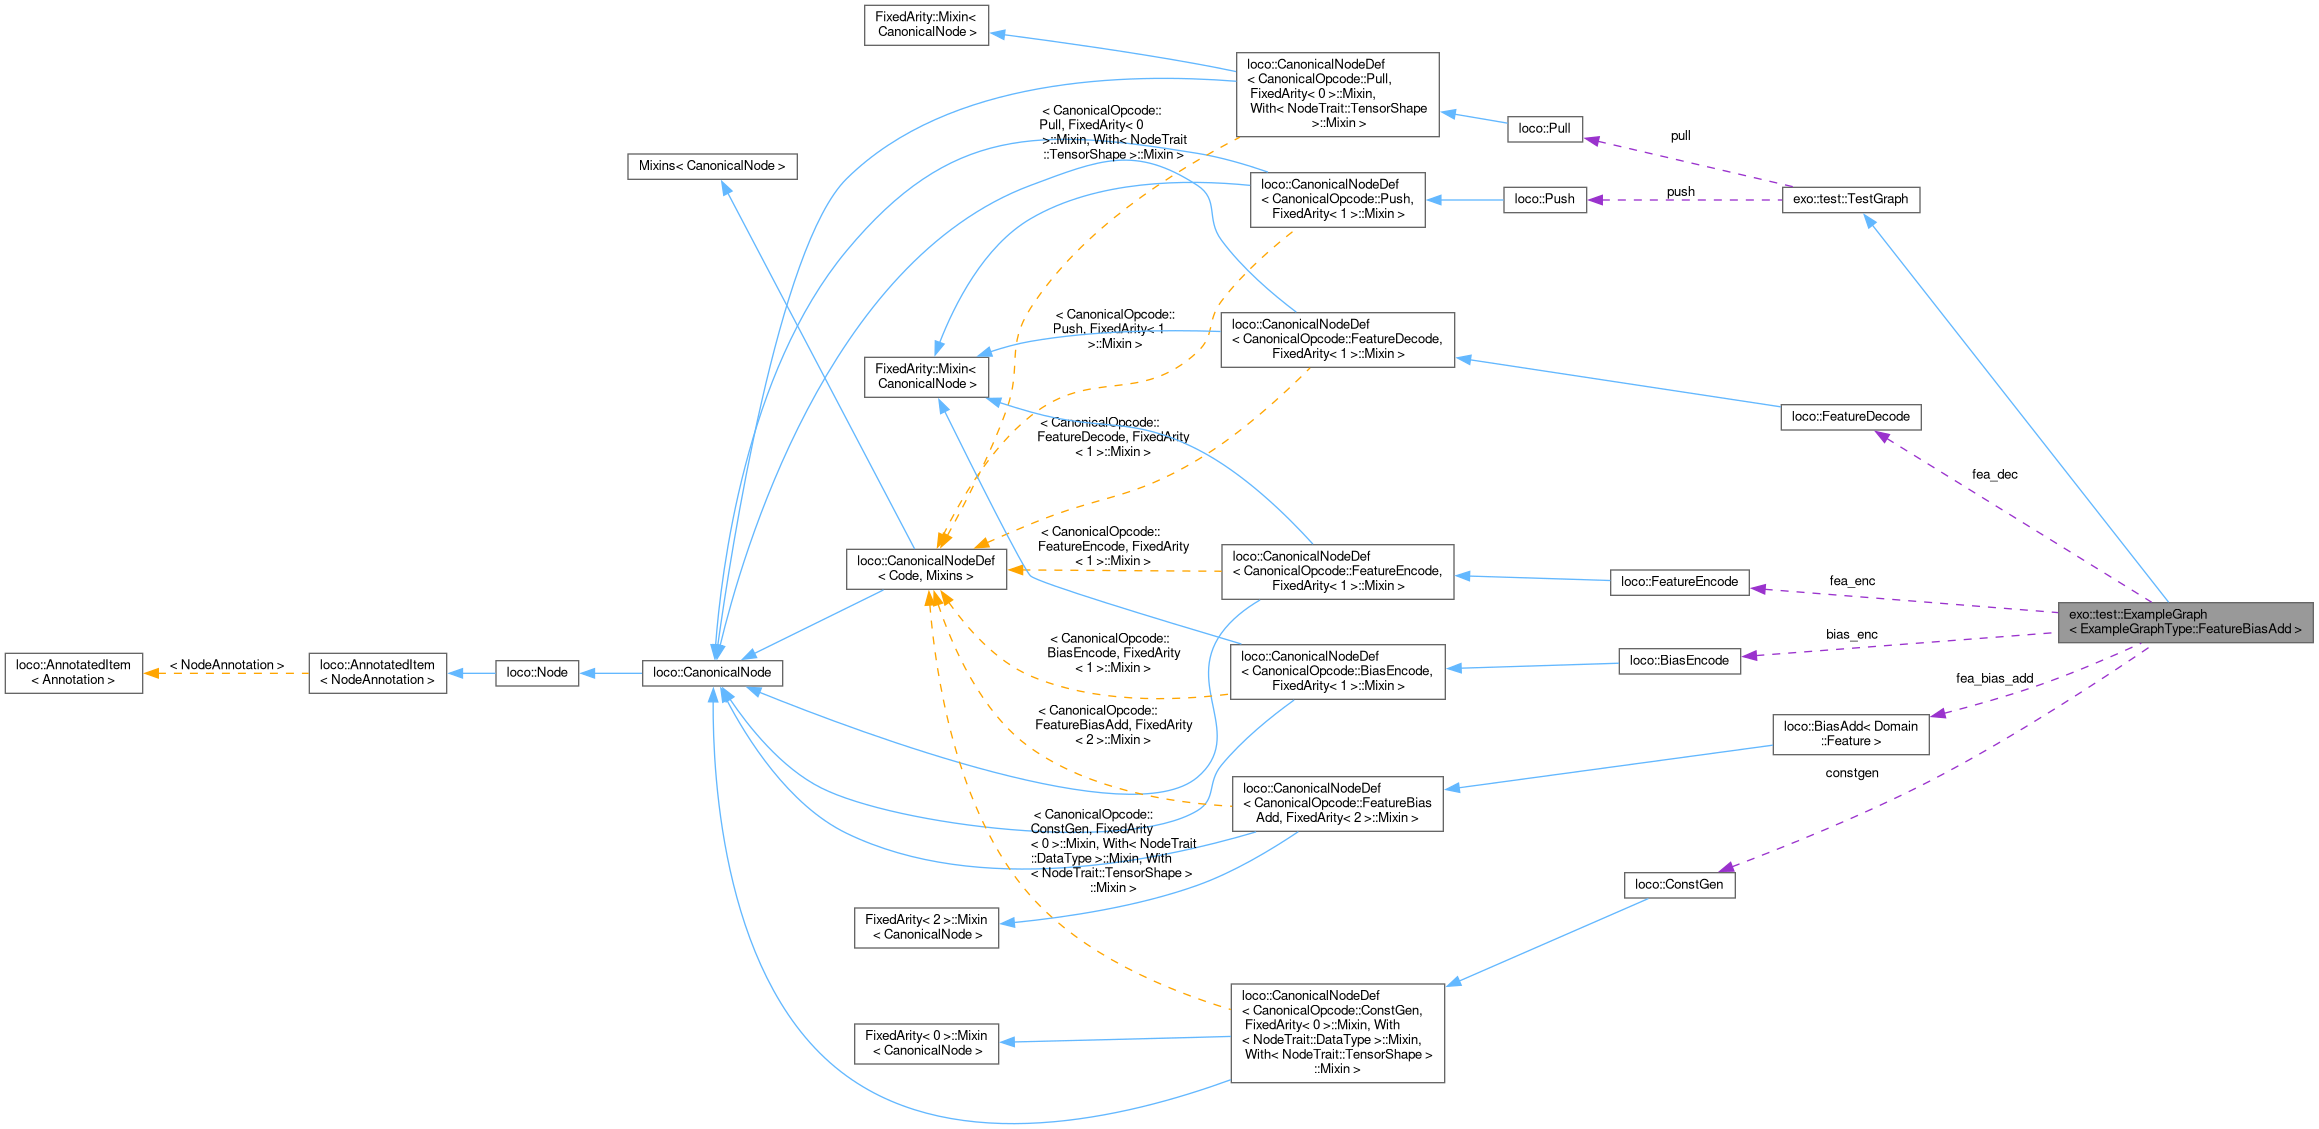 FixedArity::Mixin<
CanonicalNode >
loco::CanonicalNodeDef
< CanonicalOpcode::Pull,
FixedArity< 0 >::Mixin,
With< NodeTrait::TensorShape
>::Mixin >
< CanonicalOpcode::
Pull, FixedArity< 0
>::Mixin, With< NodeTrait
::TensorShape >::Mixin >
loco::Pull
pull
Mixins< CanonicalNode >
loco::CanonicalNodeDef
< CanonicalOpcode::Push,
FixedArity< 1 >::Mixin >
loco::Push
push
exo::test::TestGraph
< CanonicalOpcode::
Push, FixedArity< 1
>::Mixin >
loco::CanonicalNodeDef
< CanonicalOpcode::FeatureDecode,
FixedArity< 1 >::Mixin >
FixedArity::Mixin<
CanonicalNode >
loco::FeatureDecode
< CanonicalOpcode::
FeatureDecode, FixedArity
< 1 >::Mixin >
fea_dec
< CanonicalOpcode::
FeatureEncode, FixedArity
< 1 >::Mixin >
loco::CanonicalNodeDef
< Code, Mixins >
loco::CanonicalNodeDef
< CanonicalOpcode::FeatureEncode,
FixedArity< 1 >::Mixin >
loco::FeatureEncode
fea_enc
exo::test::ExampleGraph
< ExampleGraphType::FeatureBiasAdd >
bias_enc
< CanonicalOpcode::
BiasEncode, FixedArity
< 1 >::Mixin >
loco::CanonicalNodeDef
< CanonicalOpcode::BiasEncode,
FixedArity< 1 >::Mixin >
loco::BiasEncode
loco::AnnotatedItem
< Annotation >
< NodeAnnotation >
loco::AnnotatedItem
< NodeAnnotation >
loco::Node
loco::CanonicalNode
fea_bias_add
< CanonicalOpcode::
FeatureBiasAdd, FixedArity
< 2 >::Mixin >
loco::BiasAdd< Domain
::Feature >
constgen
loco::CanonicalNodeDef
< CanonicalOpcode::FeatureBias
Add, FixedArity< 2 >::Mixin >
< CanonicalOpcode::
ConstGen, FixedArity
< 0 >::Mixin, With< NodeTrait
::DataType >::Mixin, With
< NodeTrait::TensorShape >
::Mixin >
loco::ConstGen
FixedArity< 2 >::Mixin
< CanonicalNode >
loco::CanonicalNodeDef
< CanonicalOpcode::ConstGen,
FixedArity< 0 >::Mixin, With
< NodeTrait::DataType >::Mixin,
With< NodeTrait::TensorShape >
::Mixin >
FixedArity< 0 >::Mixin
< CanonicalNode >